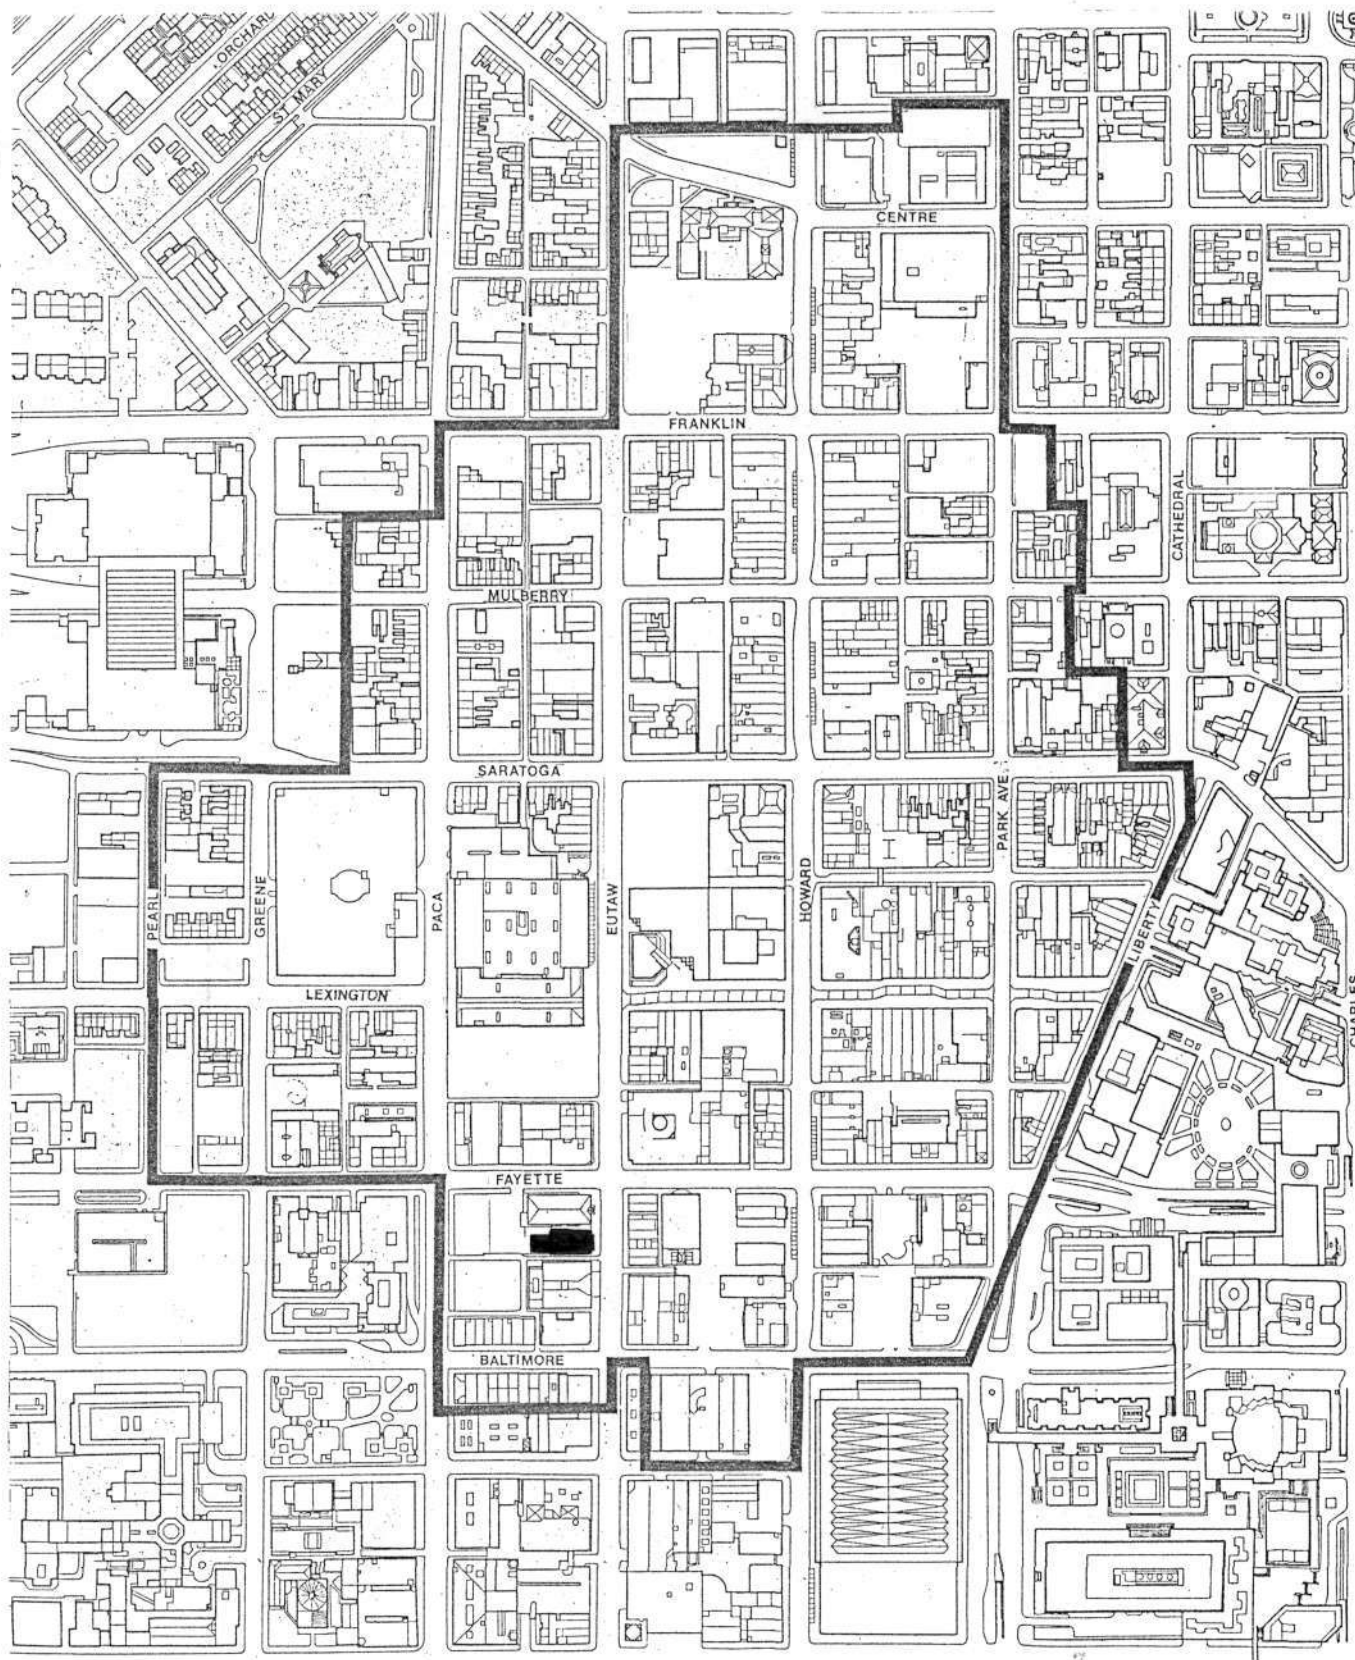 ORCHARD
ST. MARY
CENTRE
FRANKLIN
CATHEDRAL
MULBERRY
SARATOGA
PARK AVE.
PEARL
GREENE
PACA
EUTAW
HOWARD
LIBERTY
LEXINGTON
CHARLES
FAYETTE
BALTIMORE